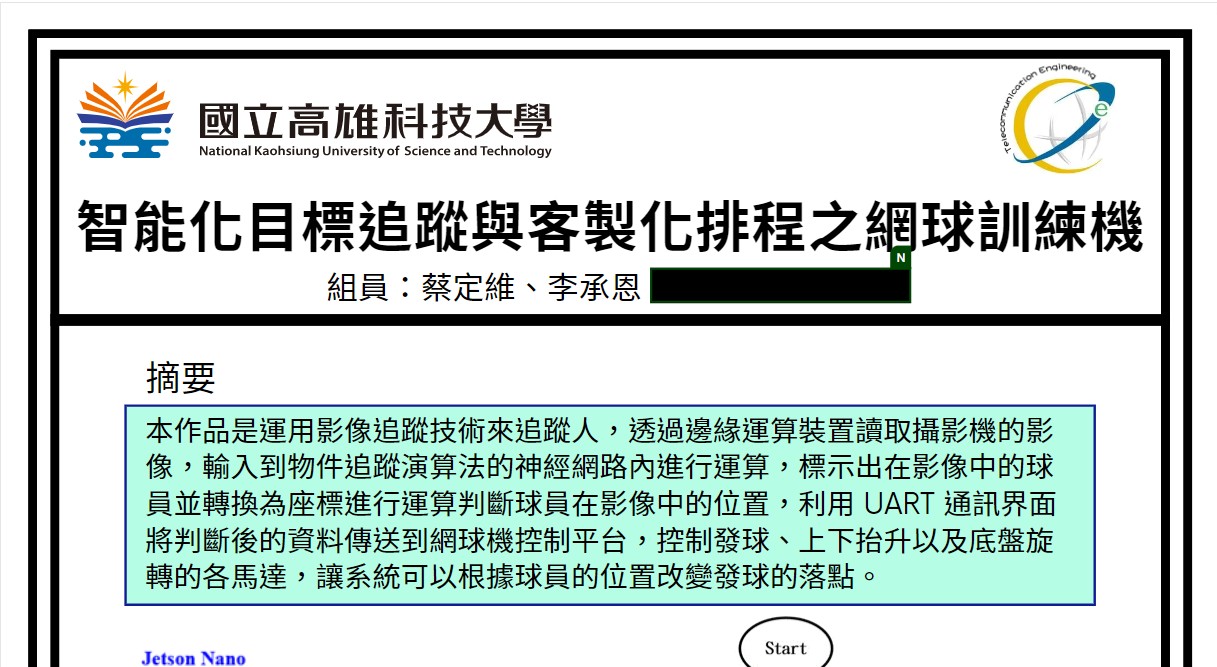 國立高雄科技大學
National Kaohsiung University of Science and Technology
Telecommunication Engineering
e
智能化目標追蹤與客製化排程之網球訓練機
N
組員：蔡定維、李承恩
摘要
本作品是運用影像追蹤技術來追蹤人，透過邊緣運算裝置讀取攝影機的影
像，輸入到物件追蹤演算法的神經網路內進行運算，標示出在影像中的球
員並轉換為座標進行運算判斷球員在影像中的位置，利用 UART 通訊界面
將判斷後的資料傳送到網球機控制平台，控制發球、上下抬升以及底盤旋
轉的各馬達，讓系統可以根據球員的位置改變發球的落點。
Jetson Nano
Start